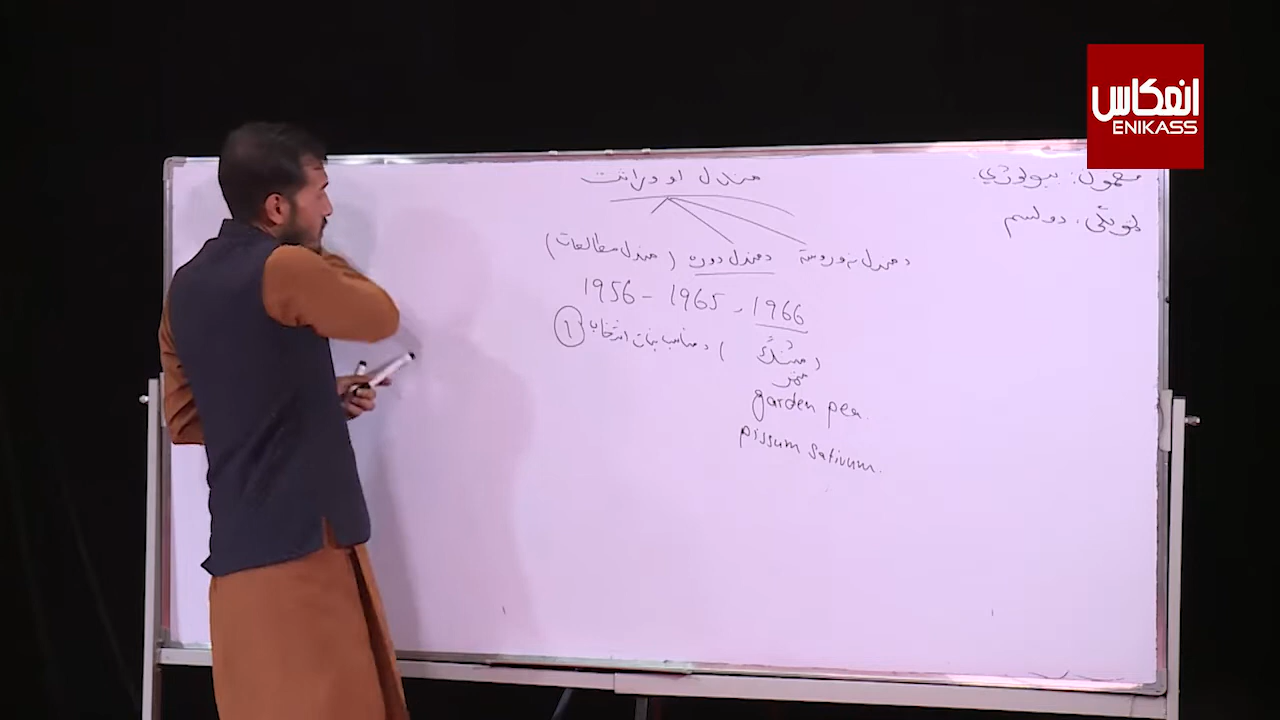 انعکاس
ENIKASS
مضمون: بیولوژي
ټولګی: دولسم
مندل او وراثت
د مندل نه وروسته د مندل دوره (مندل مطالعات)
1956 - 1965, 1966
① د مناسب نبات انتخاب (
garden pea.
pissum sativum.